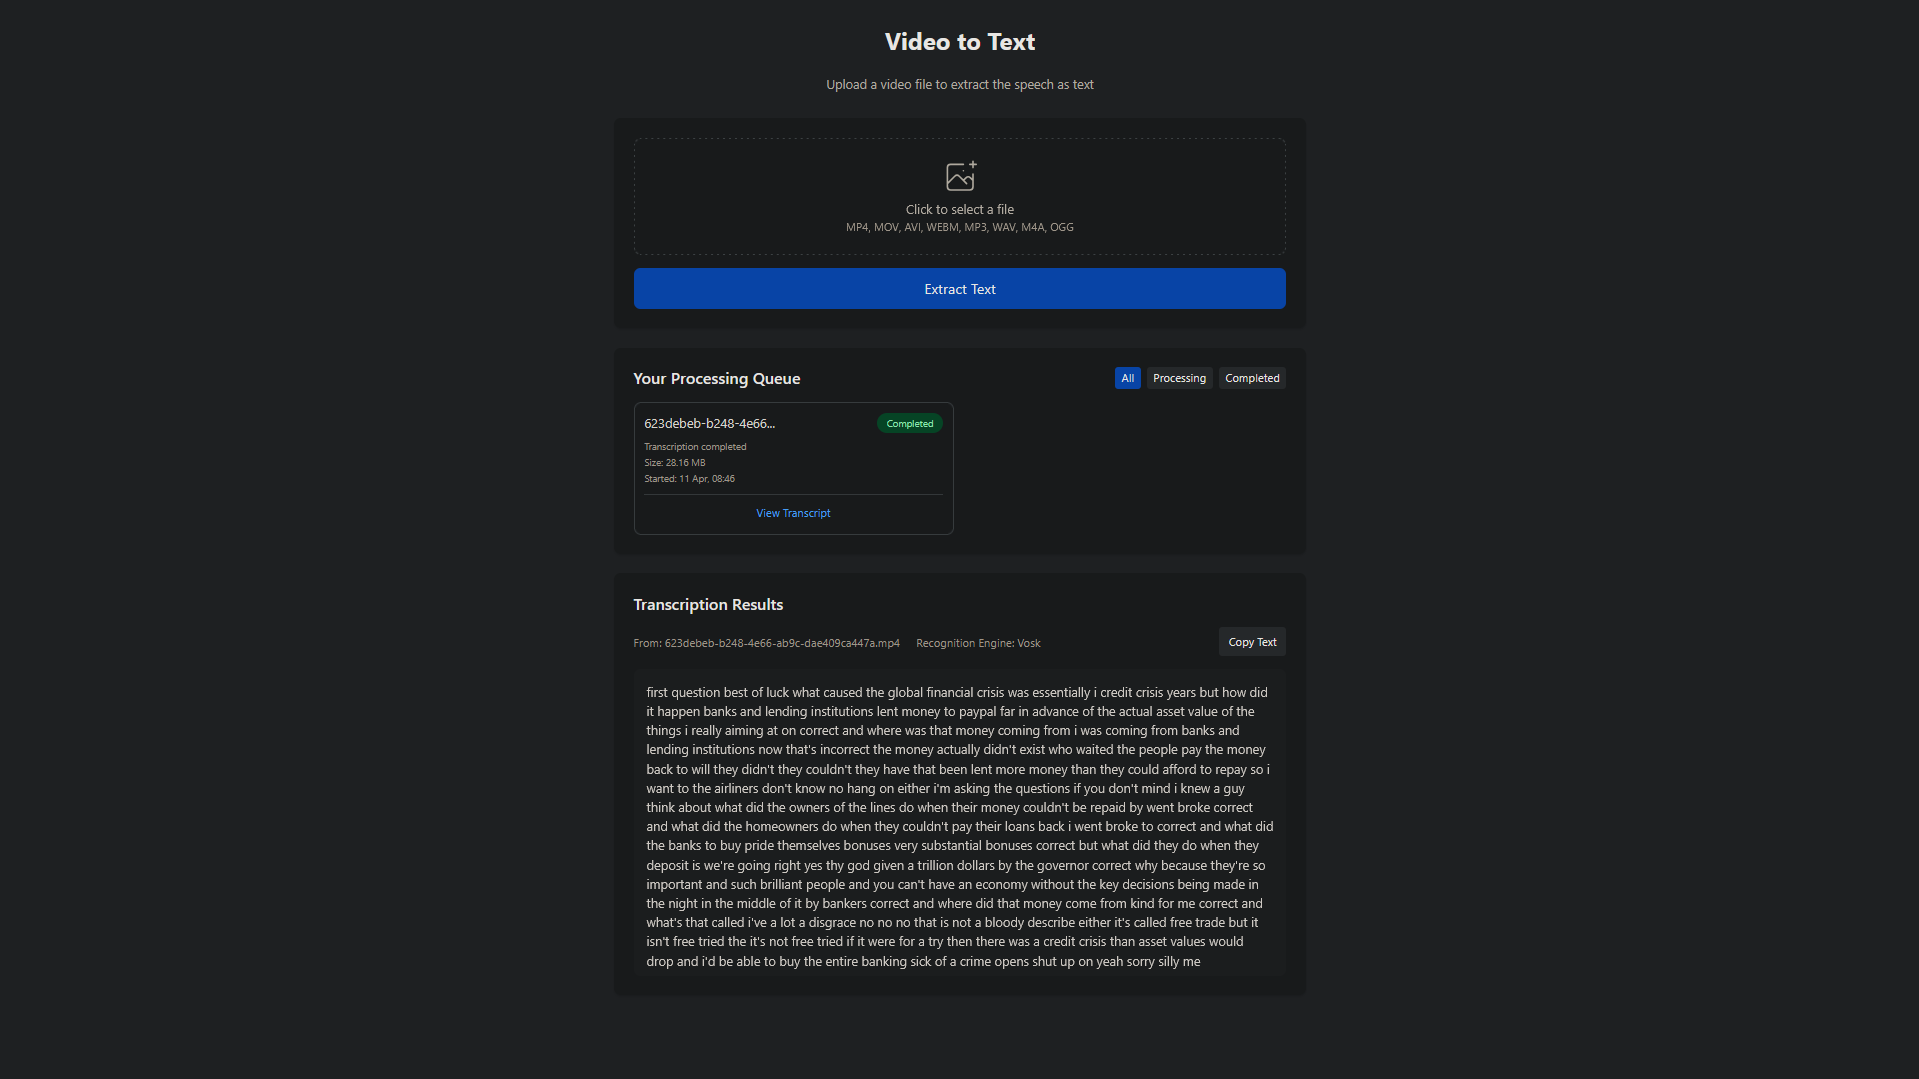 Video to Text
Upload a video file to extract the speech as text
Click to select a file
MP4, MOV, AVI, WEBM, MP3, WAV, M4A, OGG
Extract Text
Your Processing Queue
All Processing Completed
623debeb-b248-4e66... Completed
Transcription completed
Size: 28.16 MB
Started: 11 Apr, 08:46
View Transcript
Transcription Results
From: 623debeb-b248-4e66-ab9c-dae409ca447a.mp4 Recognition Engine: Vosk Copy Text
first question best of luck what caused the global financial crisis was essentially i credit crisis years but how did
it happen banks and lending institutions lent money to paypal far in advance of the actual asset value of the
things i really aiming at on correct and where was that money coming from i was coming from banks and
lending institutions now that's incorrect the money actually didn't exist who waited the people pay the money
back to will they didn't they couldn't they have that been lent more money than they could afford to repay so i
want to the airliners don't know no hang on either i'm asking the questions if you don't mind i knew a guy
think about what did the owners of the lines do when their money couldn't be repaid by went broke correct
and what did the homeowners do when they couldn't pay their loans back i went broke to correct and what did
the banks to buy pride themselves bonuses very substantial bonuses correct but what did they do when they
deposit is we're going right yes thy god given a trillion dollars by the governor correct why because they're so
important and such brilliant people and you can't have an economy without the key decisions being made in
the night in the middle of it by bankers correct and where did that money come from kind for me correct and
what's that called i've a lot a disgrace no no no that is not a bloody describe either it's called free trade but it
isn't free tried the it's not free tried if it were for a try then there was a credit crisis than asset values would
drop and i'd be able to buy the entire banking sick of a crime opens shut up on yeah sorry silly me